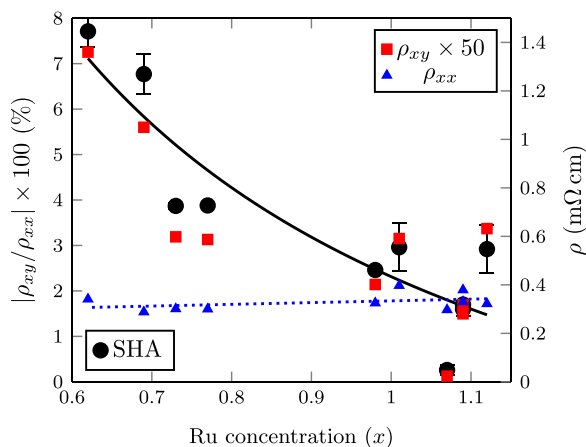 8
7
6
5
4
3
2
1
0
|ρxy/ρxx| × 100 (%)
ρxy × 50
ρxx
SHA
1.4
1.2
1
0.8
0.6
0.4
0.2
0
ρ (mΩ cm)
0.6 0.7 0.8 0.9 1 1.1
Ru concentration (x)